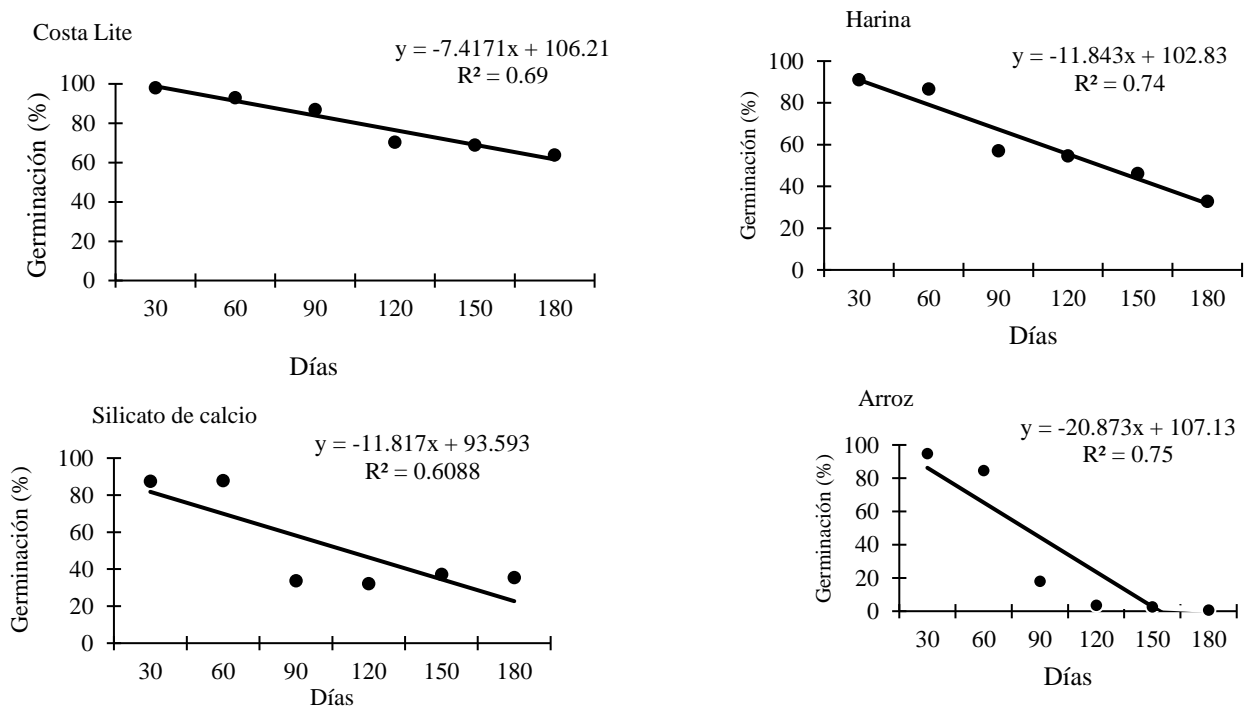 Costa Lite
y = -7.4171x + 106.21
R² = 0.69
Germinación (%)
100
80
60
40
20
0
30 60 90 120 150 180
Días
Harina
y = -11.843x + 102.83
R² = 0.74
Germinación (%)
100
80
60
40
20
0
30 60 90 120 150 180
Días
Silicato de calcio
y = -11.817x + 93.593
R² = 0.6088
Germinación (%)
100
80
60
40
20
0
30 60 90 120 150 180
Días
Arroz
y = -20.873x + 107.13
R² = 0.75
Germinación (%)
100
80
60
40
20
0
30 60 90 120 150 180
Días